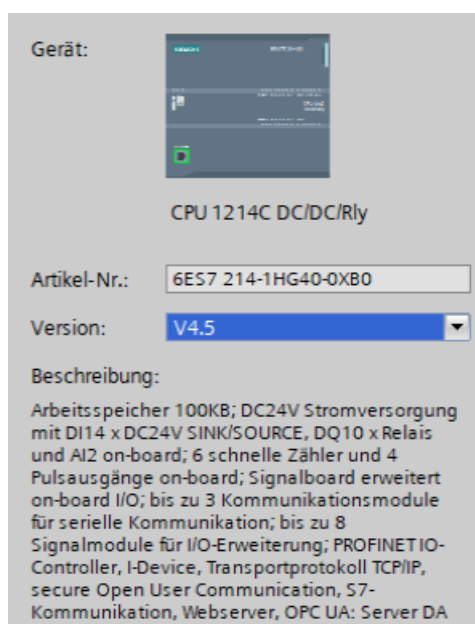 Gerät:
SIEMENS
CPU 1214C DC/DC/Rly
Artikel-Nr.:
6ES7 214-1HG40-0XB0
Version:
V4.5
Beschreibung:
Arbeitsspeicher 100KB; DC24V Stromversorgung
mit DI14 x DC24V SINK/SOURCE, DQ10 x Relais
und AI2 on-board; 6 schnelle Zähler und 4
Pulsausgänge on-board; Signalboard erweitert
on-board I/O; bis zu 3 Kommunikationsmodule
für serielle Kommunikation; bis zu 8
Signalmodule für I/O-Erweiterung; PROFINET IO-
Controller, I-Device, Transportprotokoll TCP/IP,
secure Open User Communication, S7-
Kommunikation, Webserver, OPC UA: Server DA